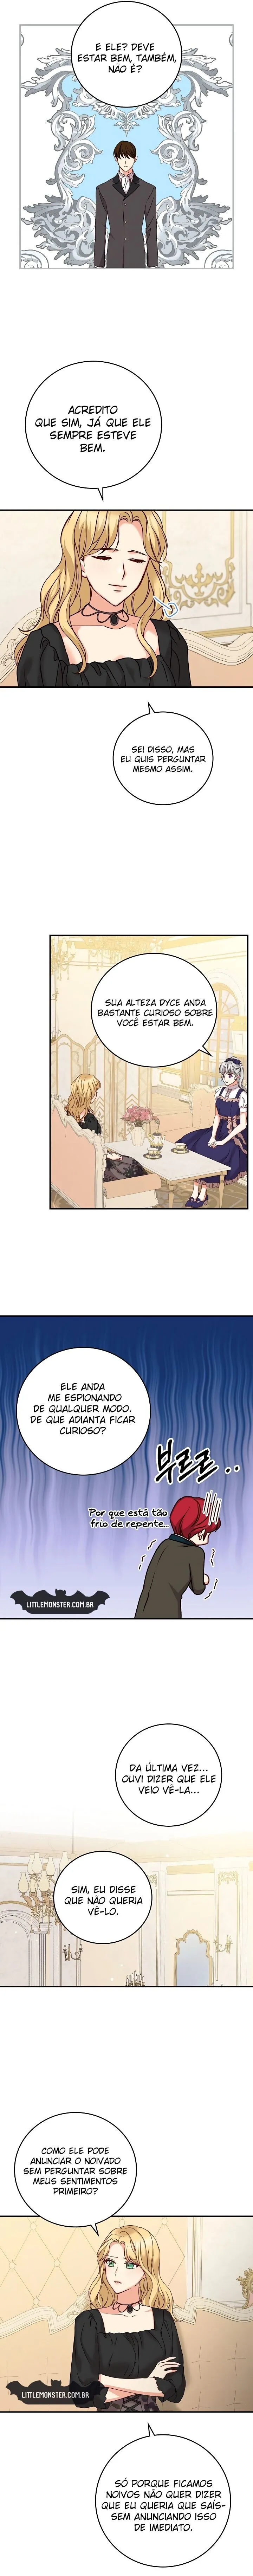 E ELE? DEVE
ESTAR BEM, TAMBÉM,
NÃO É?
ACREDITO
QUE SIM, JÁ QUE ELE
SEMPRE ESTEVE
BEM.
SEI DISSO, MAS
EU QUIS PERGUNTAR
MESMO ASSIM.
SUA ALTEZA DYCE ANDA
BASTANTE CURIOSO SOBRE
VOCÊ ESTAR BEM.
ELE ANDA
ME ESPIONANDO
DE QUALQUER MODO.
DE QUE ADIANTA FICAR
CURIOSO?
부르르..
Por que está tão
frio de repente...
LITTLEMONSTER.COM.BR
DA ÚLTIMA VEZ...
OUVI DIZER QUE ELE
VEIO VÊ-LA...
SIM, EU DISSE
QUE NÃO QUERIA
VÊ-LO.
COMO ELE PODE
ANUNCIAR O NOIVADO
SEM PERGUNTAR SOBRE
MEUS SENTIMENTOS
PRIMEIRO?
LITTLEMONSTER.COM.BR
SÓ PORQUE FICAMOS
NOIVOS NÃO QUER DIZER
QUE EU QUERIA QUE SAÍS-
SEM ANUNCIANDO ISSO
DE IMEDIATO.